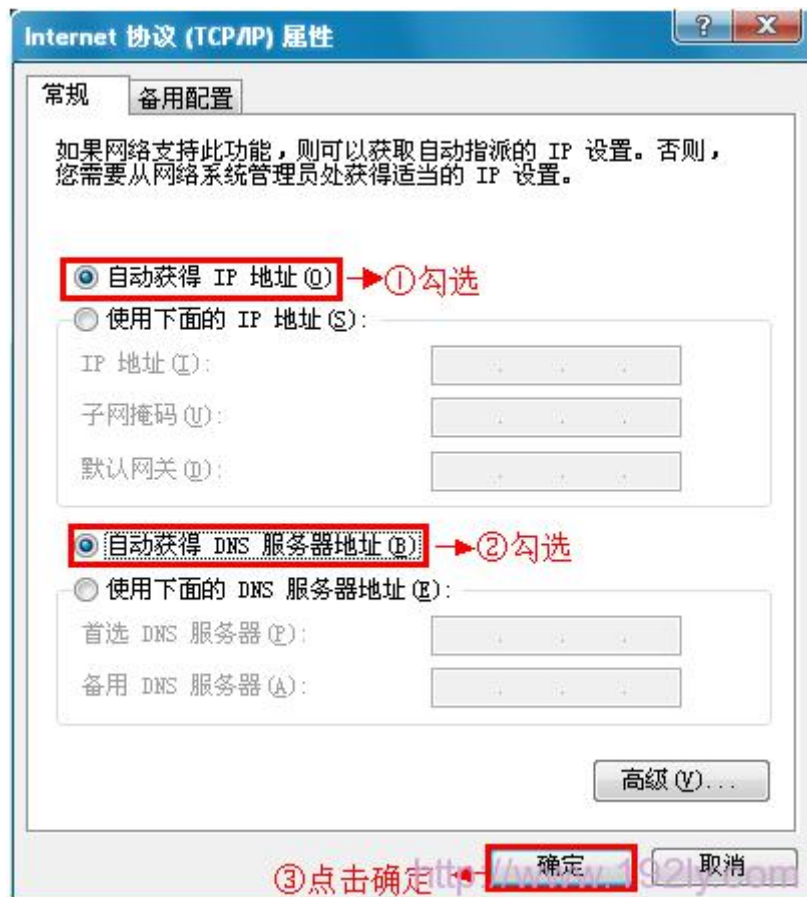 Internet 协议 (TCP/IP) 属性
常规 备用配置
如果网络支持此功能，则可以获取自动指派的 IP 设置。否则，
您需要从网络系统管理员处获得适当的 IP 设置。
自动获得 IP 地址(O) ①勾选
使用下面的 IP 地址(S):
IP 地址(I):
子网掩码(U):
默认网关(D):
自动获得 DNS 服务器地址(B) ②勾选
使用下面的 DNS 服务器地址(E):
首选 DNS 服务器(P):
备用 DNS 服务器(A):
高级(V)...
③点击确定 确定 取消
http://www.192ly.com